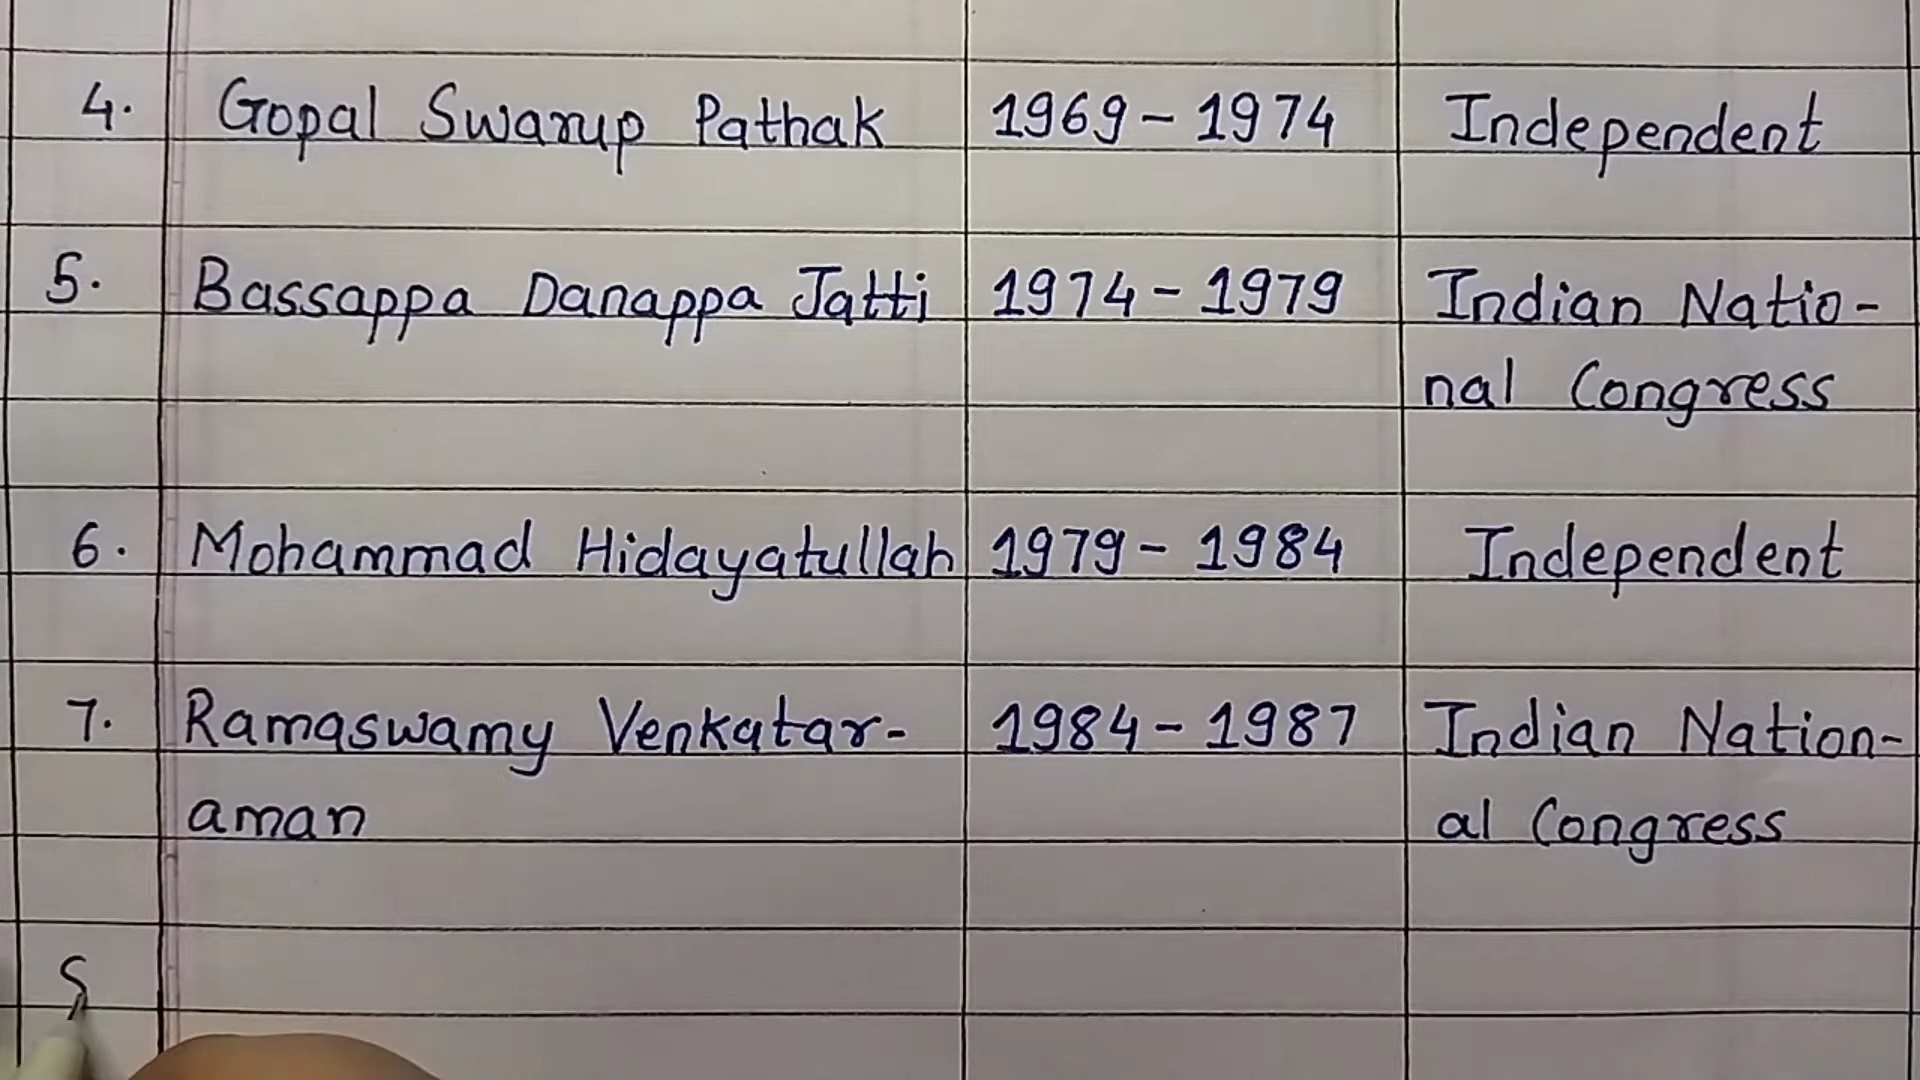 4. Gopal Swarup Pathak 1969 - 1974 Independent
5. Bassappa Danappa Jatti 1974 - 1979 Indian Natio-
nal Congress
6. Mohammad Hidayatullah 1979 - 1984 Independent
7. Ramaswamy Venkatar- 1984 - 1987 Indian Nation-
aman al Congress